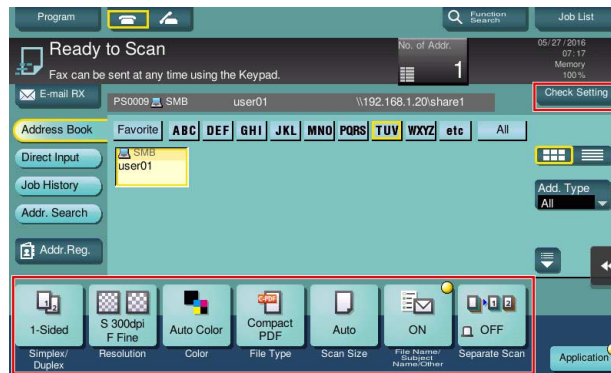 Program
Function
Search
Job List
Ready to Scan
Fax can be sent at any time using the Keypad.
No. of Addr.
1
05/27/2016
07:17
Memory
100%
E-mail RX
PS0009 SMB user01 \\192.168.1.20\share1
Check Setting
Address Book
Favorite ABC DEF GHI JKL MNO PQRS TUV WXYZ etc All
Direct Input
Job History
Addr. Search
Addr.Reg.
SMB
user01
Add. Type
All
1 2
1-Sided
S 300dpi
F Fine
Auto Color
C-PDF
Compact
PDF
Auto
ON
1 1 2
OFF
Simplex/
Duplex
Resolution
Color
File Type
Scan Size
File Name/
Subject
Name/Other
Separate Scan
Application